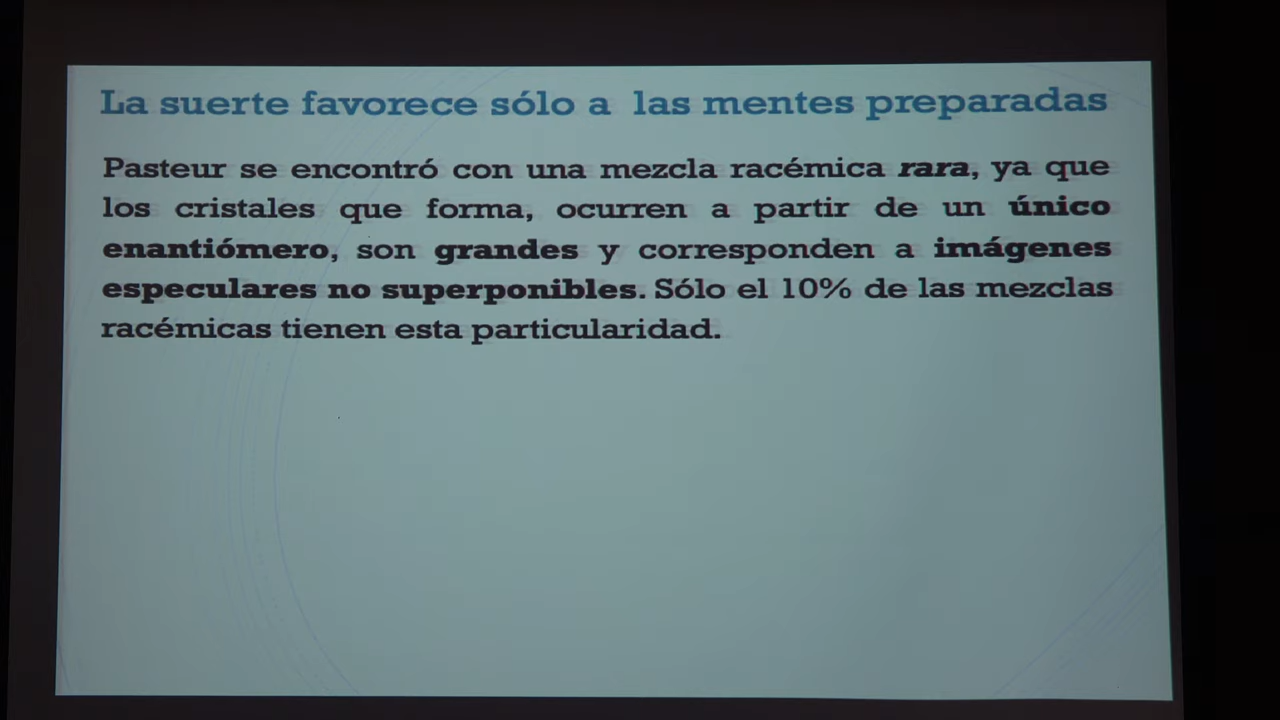 La suerte favorece sólo a las mentes preparadas
Pasteur se encontró con una mezcla racémica rara, ya que
los cristales que forma, ocurren a partir de un único
enantiómero, son grandes y corresponden a imágenes
especulares no superponibles. Sólo el 10% de las mezclas
racémicas tienen esta particularidad.